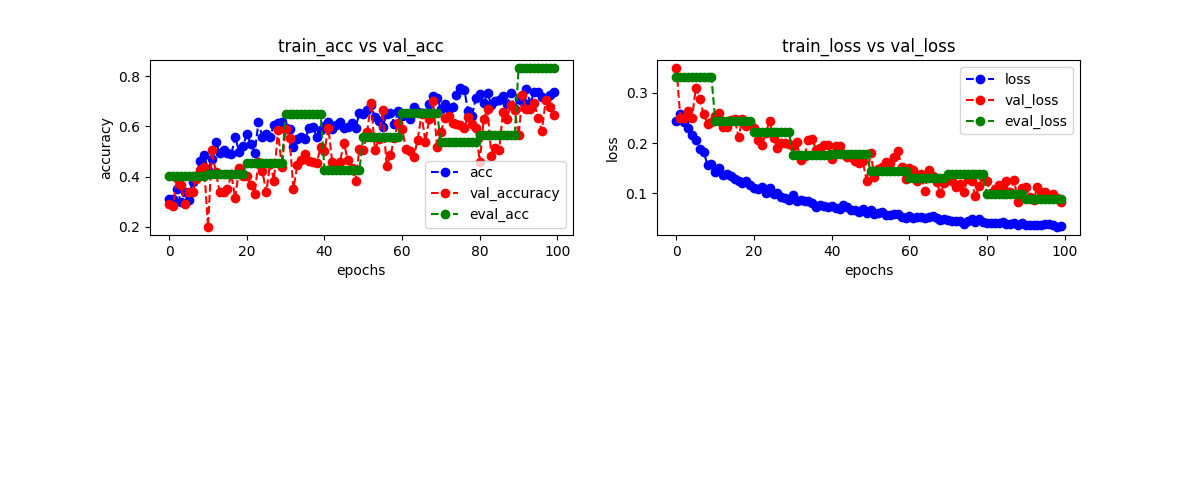 train_acc vs val_acc
accuracy
0.8
0.6
0.4
0.2
acc
val_accuracy
eval_acc
0 20 40 60 80 100
epochs
train_loss vs val_loss
loss
0.3
0.2
0.1
loss
val_loss
eval_loss
0 20 40 60 80 100
epochs